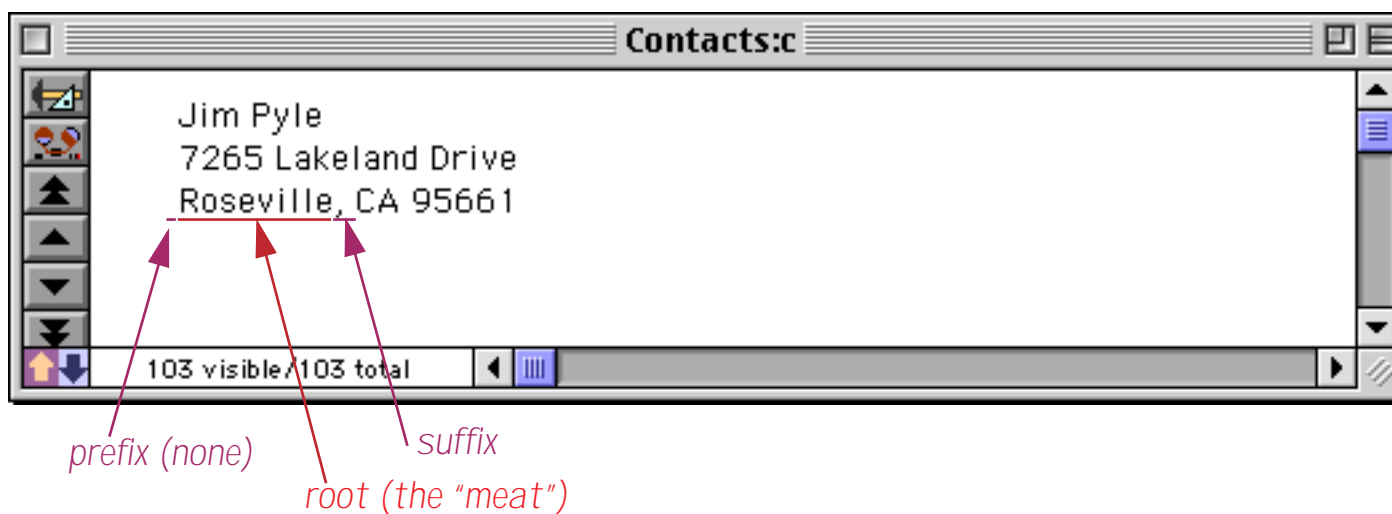 Contacts:c
Jim Pyle
7265 Lakeland Drive
Roseville, CA 95661
103 visible/103 total
prefix (none)
suffix
root (the “meat”)